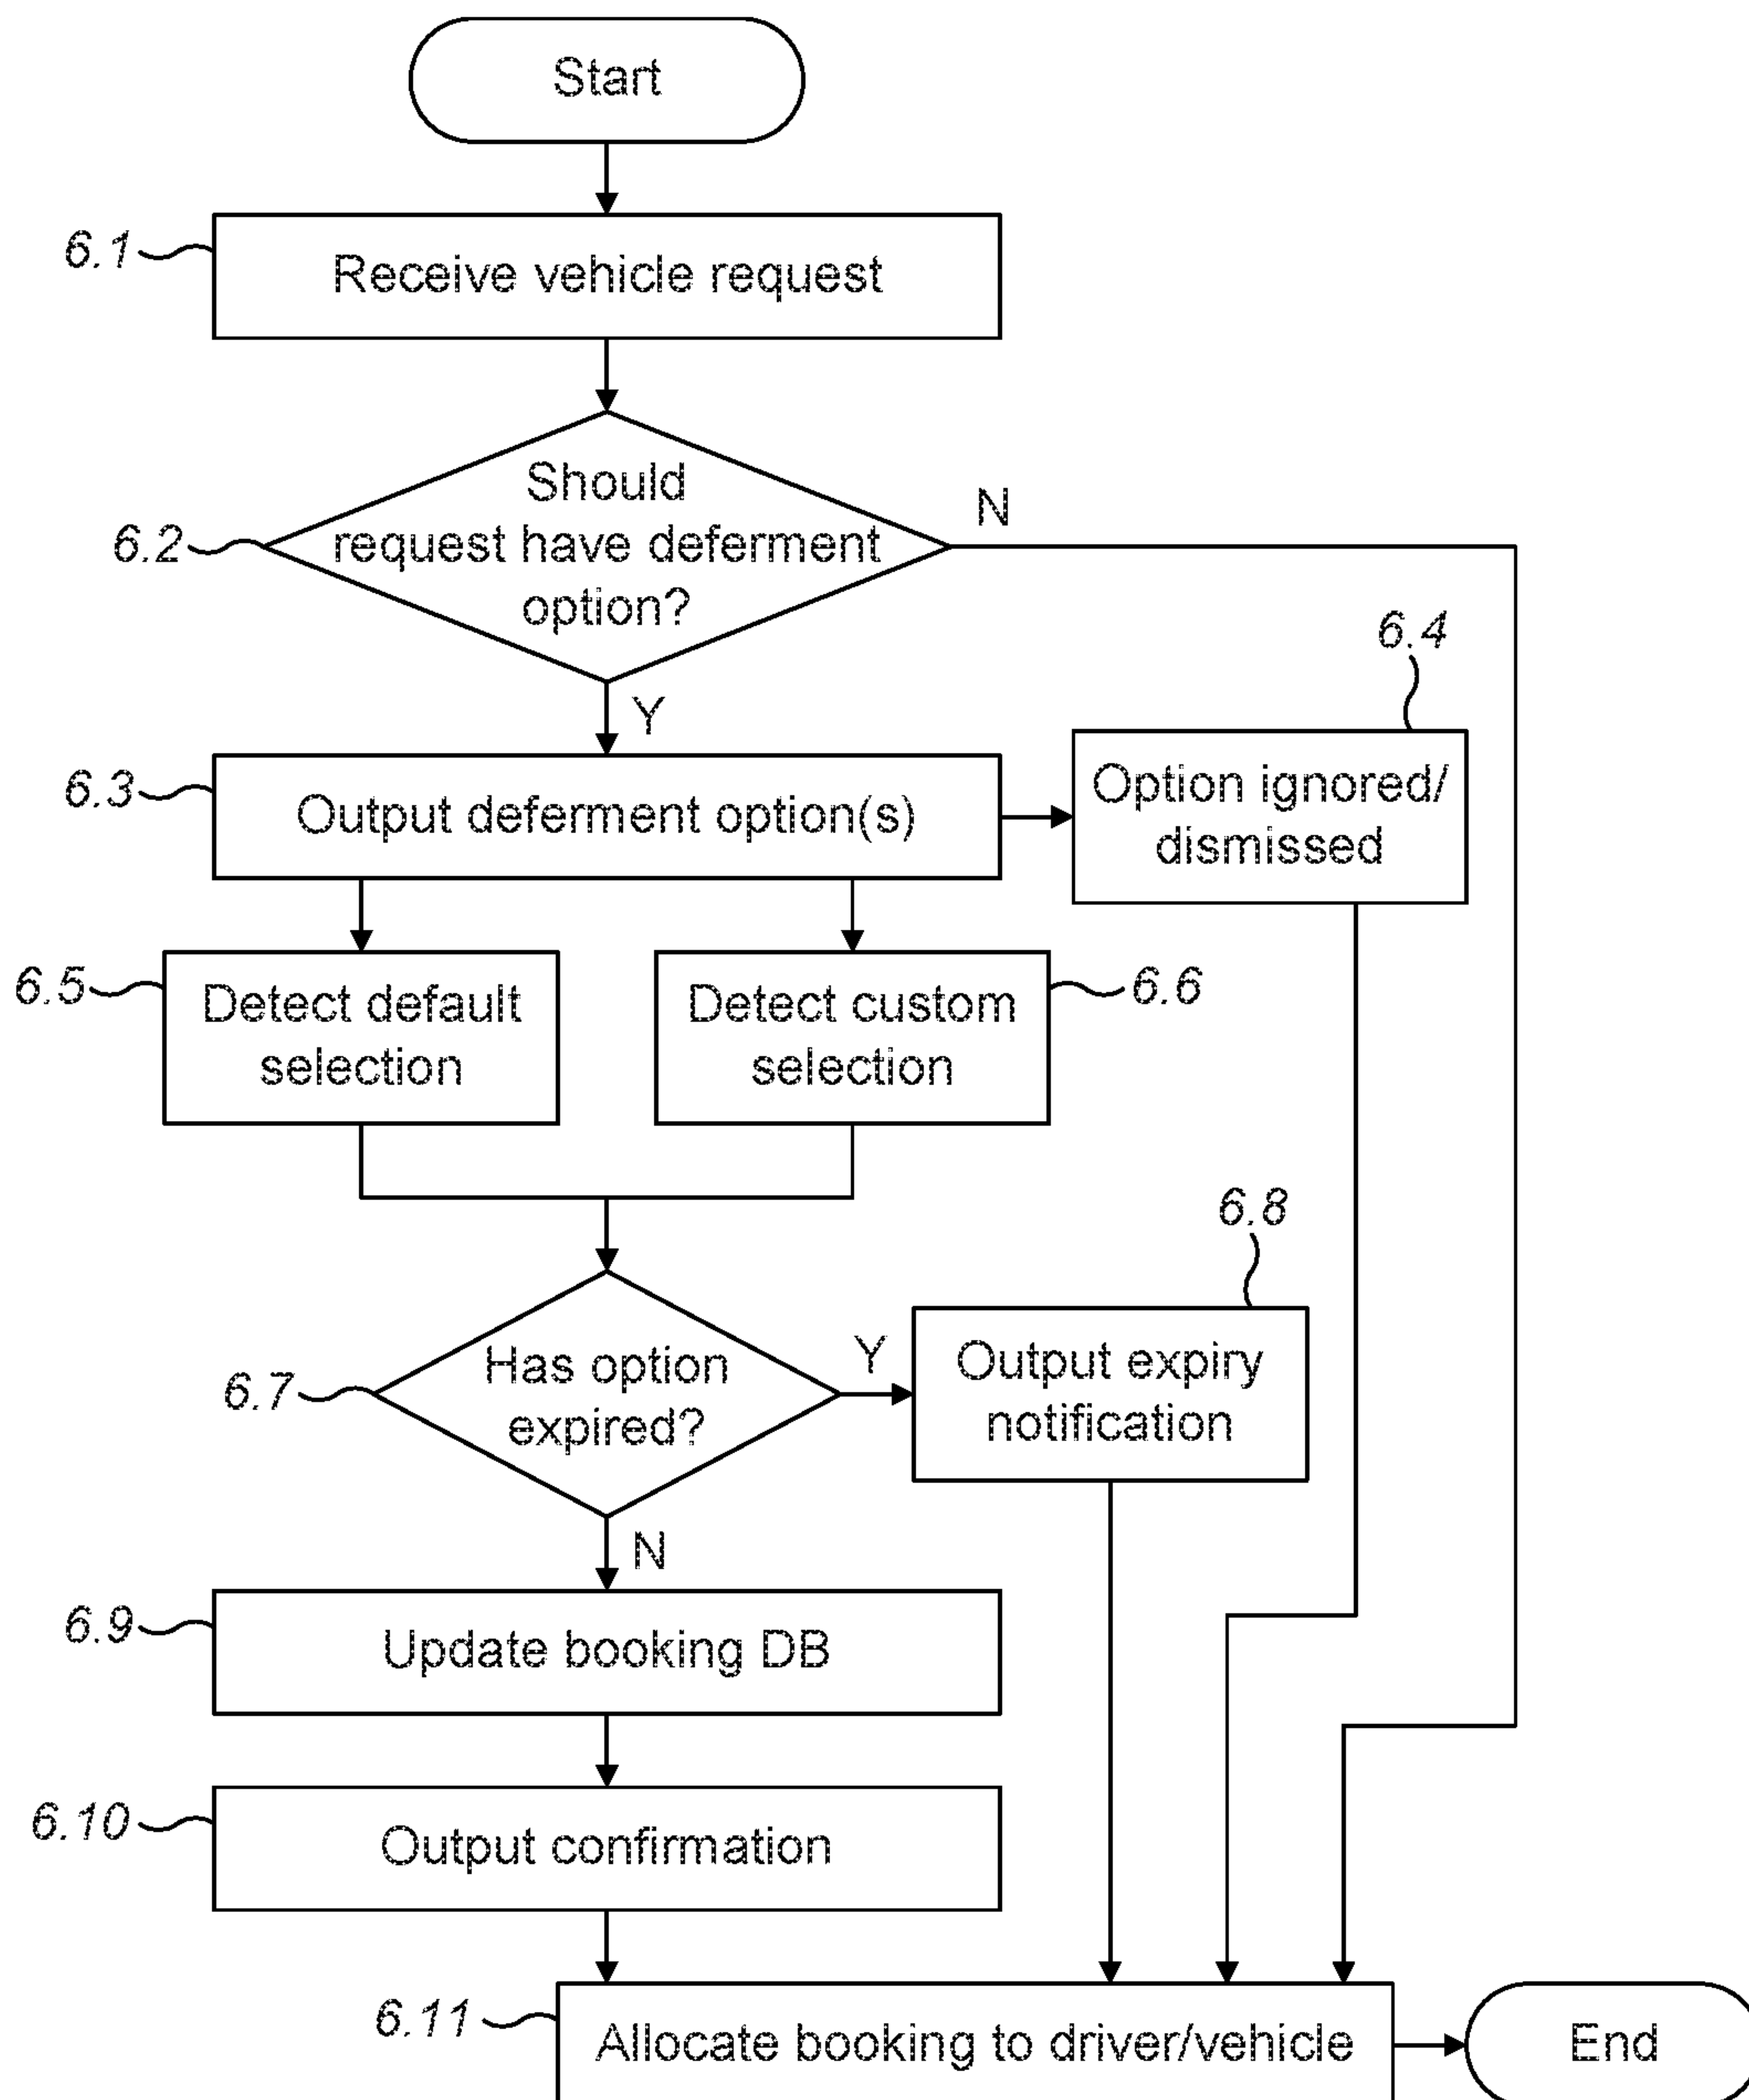 Start
6.1
Receive vehicle request
Should
request have deferment
option?
6.2
N
Y
6.4
6.3
Output deferment option(s)
Option ignored/
dismissed
6.5
Detect default
selection
Detect custom
selection
6.6
6.8
6.7
Has option
expired?
Y
Output expiry
notification
N
6.9
Update booking DB
6.10
Output confirmation
6.11
Allocate booking to driver/vehicle
End